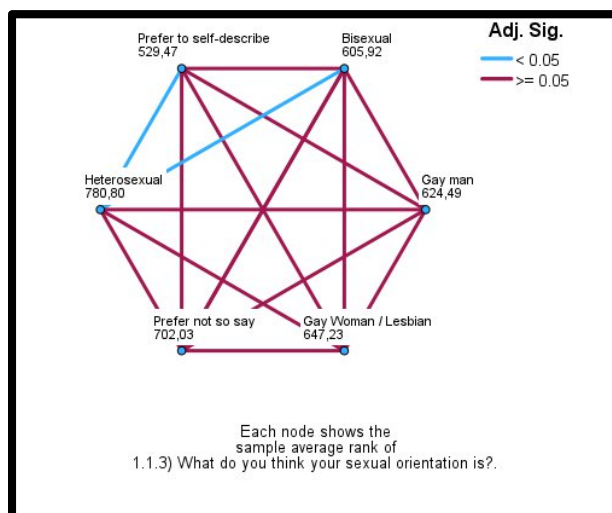 Adj. Sig.
< 0.05
>= 0.05
Prefer to self-describe
529,47
Bisexual
605,92
Heterosexual
780,80
Gay man
624,49
Prefer not so say
702,03
Gay Woman / Lesbian
647,23
Each node shows the
sample average rank of
1.1.3) What do you think your sexual orientation is?.